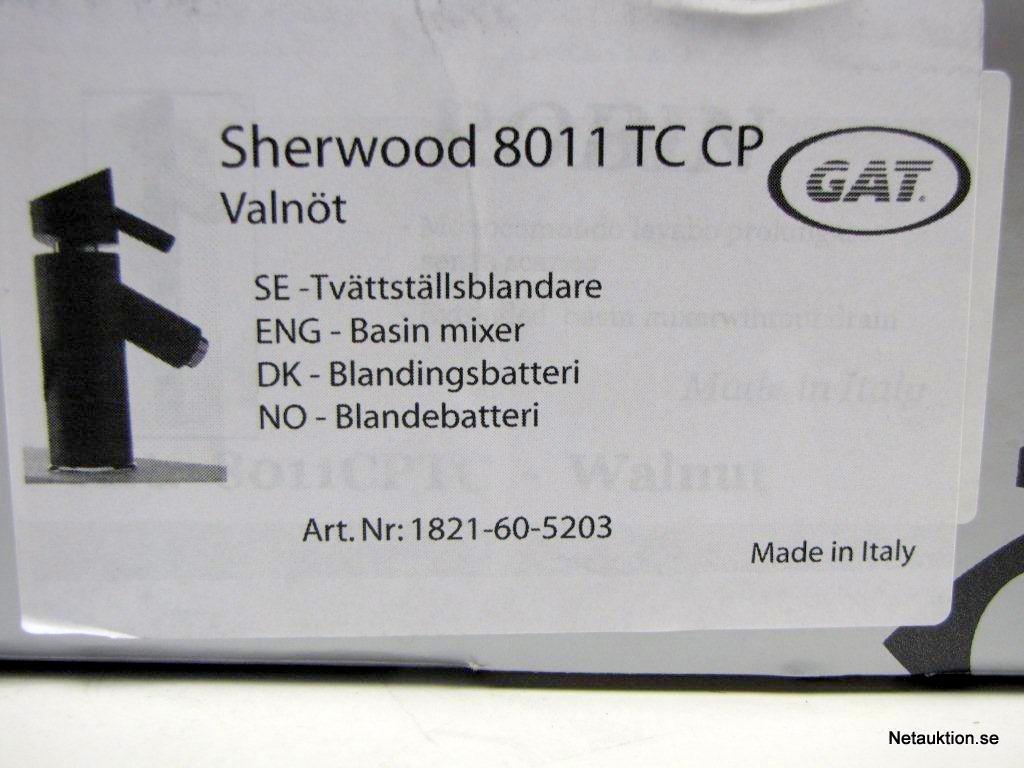 Sherwood 8011 TC CP
GAT.
Valnöt
SE -Tvättställsblandare
ENG - Basin mixer
DK - Blandingsbatteri
NO - Blandebatteri
Made in Italy
8011CPTC - Walnut
Art. Nr: 1821-60-5203
Made in Italy
Netauktion.se